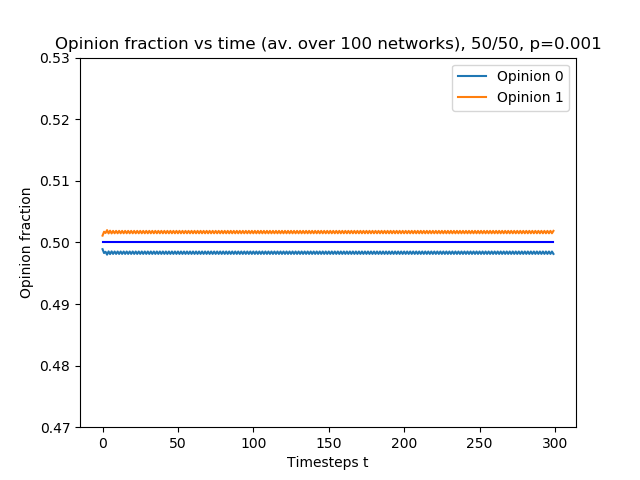 Opinion fraction vs time (av. over 100 networks), 50/50, p=0.001
Opinion 0
Opinion 1
0.53
0.52
0.51
0.50
0.49
0.48
0.47
Opinion fraction
0 50 100 150 200 250 300
Timesteps t